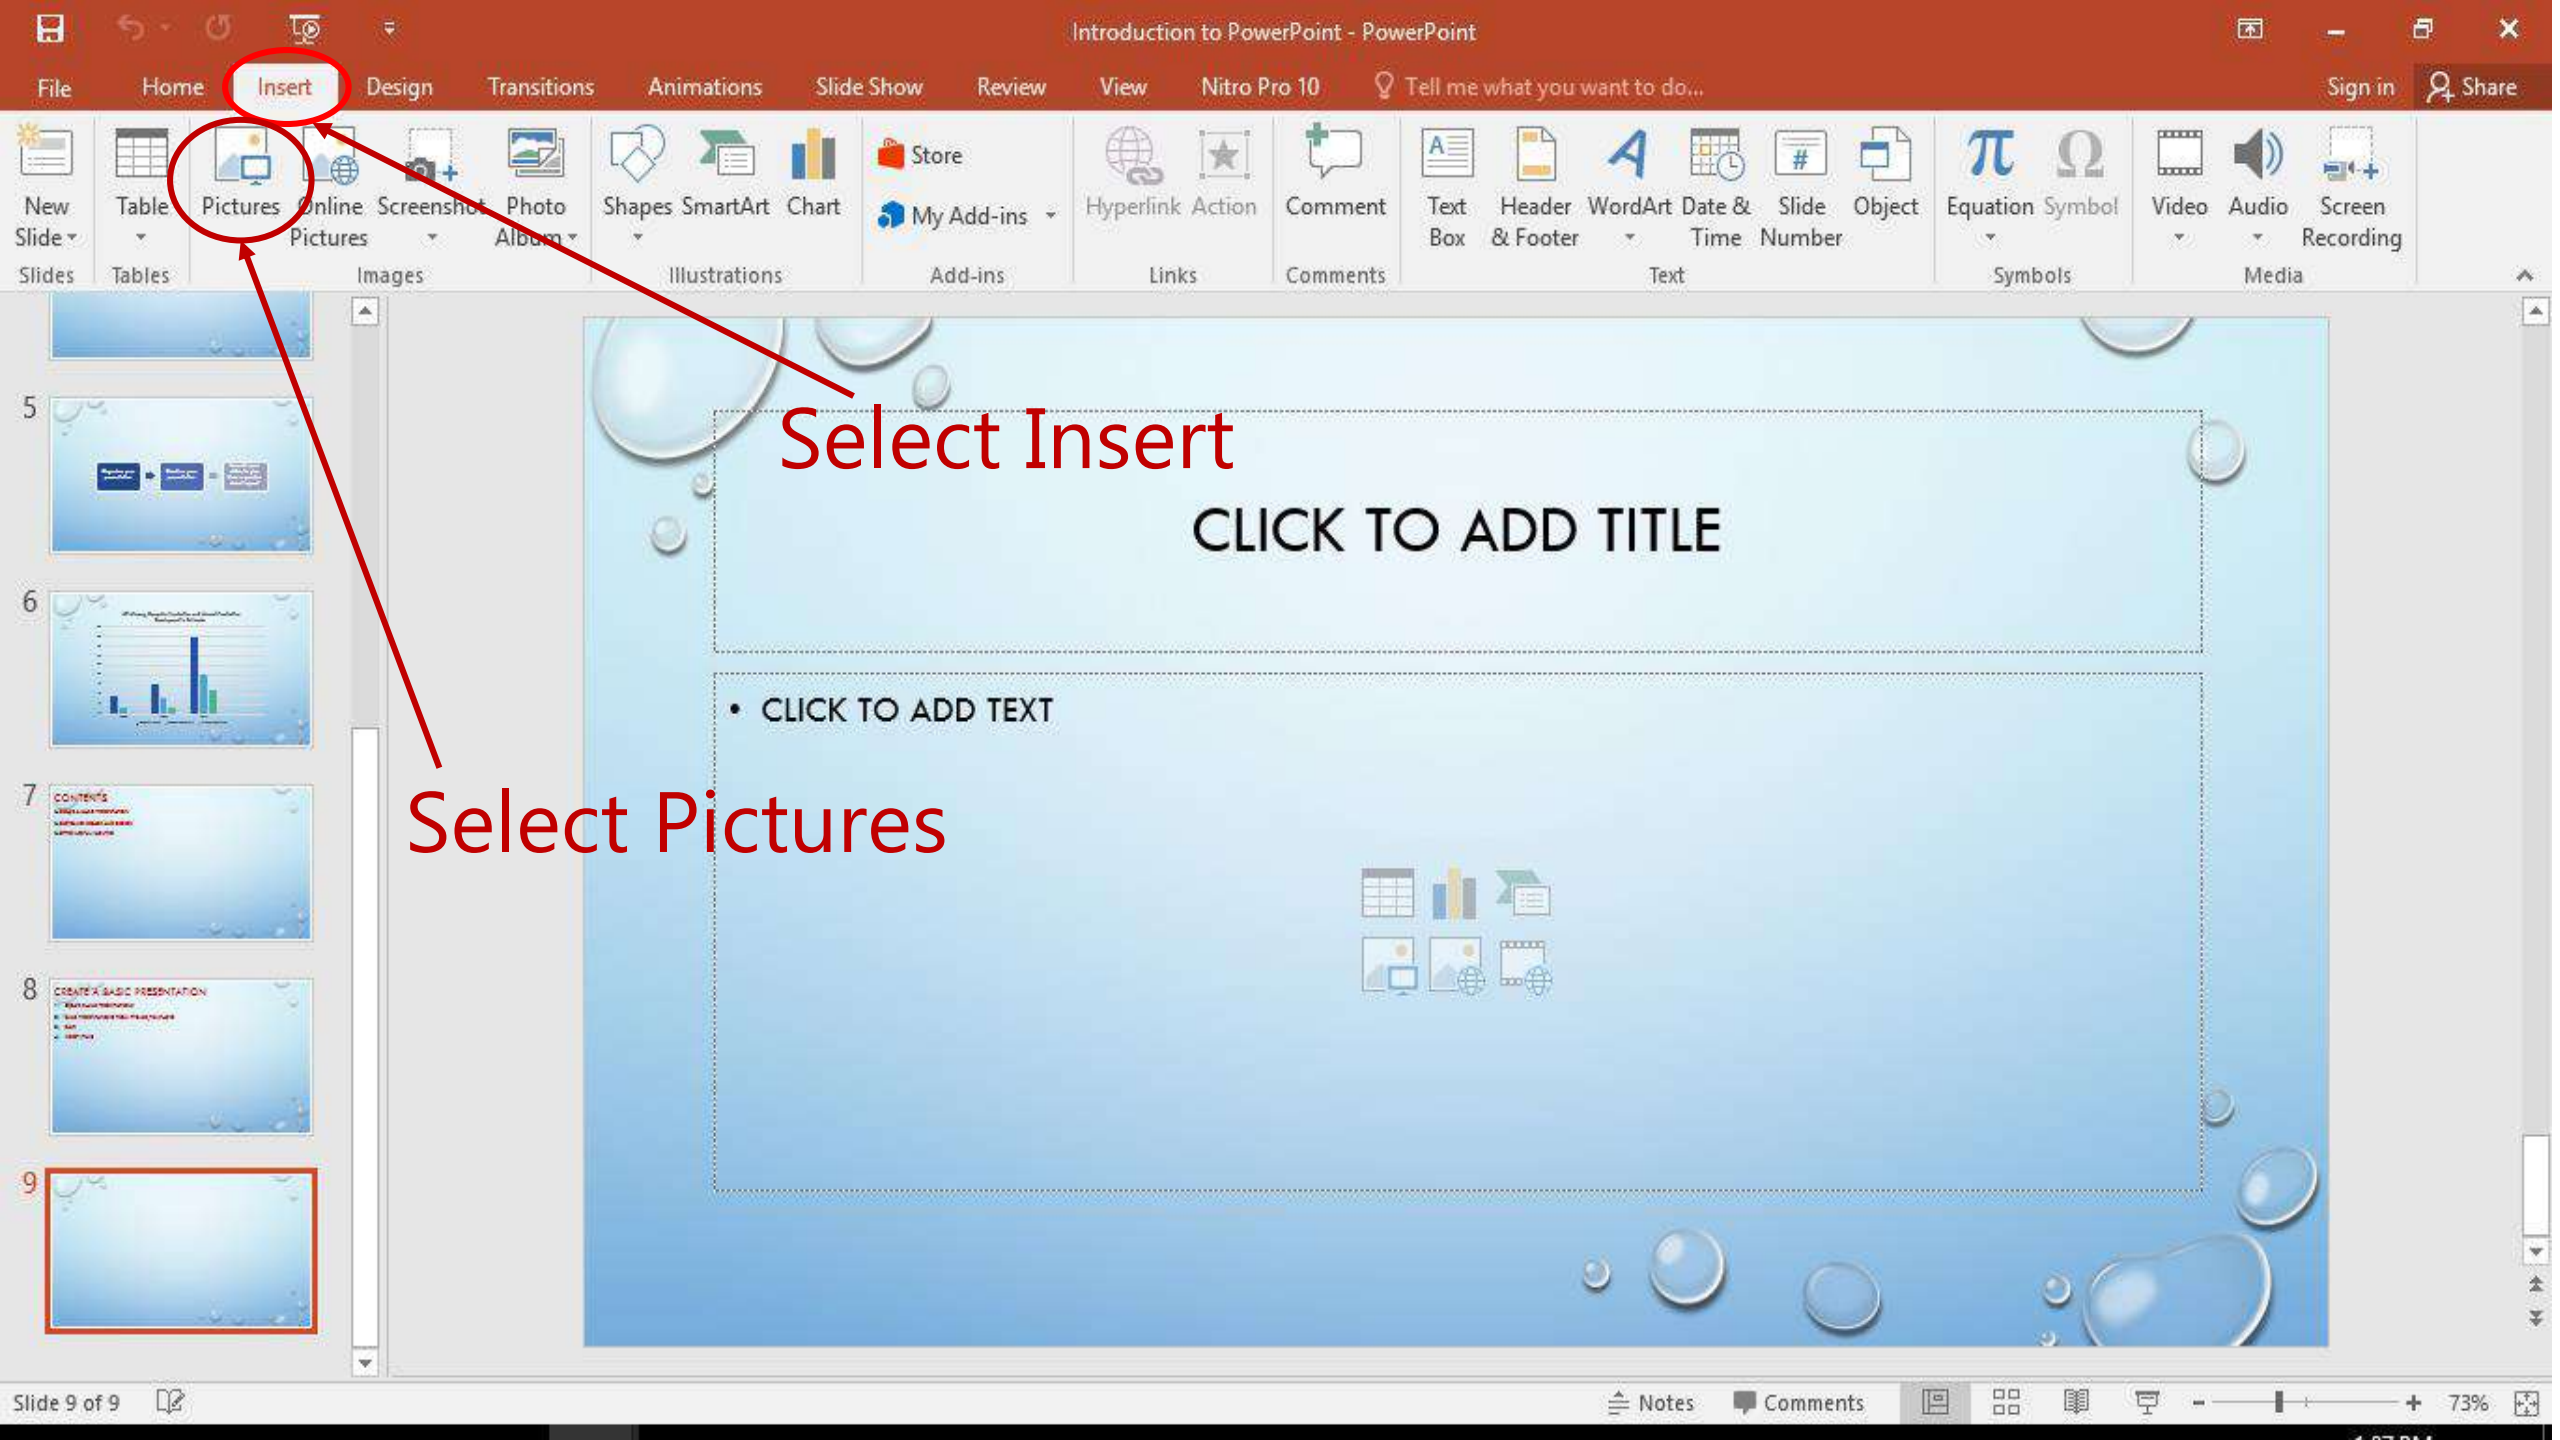 Introduction to PowerPoint - PowerPoint
File Home Insert Design Transitions Animations Slide Show Review View Nitro Pro 10 Tell me what you want to do... Sign in Share
New Slide
Table
Pictures
Online Pictures
Screenshot
Photo Album
Shapes
SmartArt
Chart
Store
My Add-ins
Hyperlink
Action
Comment
Text Box
Header & Footer
WordArt
Date & Time
Slide Number
Object
Equation
Symbol
Video
Audio
Screen Recording
Slides Tables Images Illustrations Add-ins Links Comments Text Symbols Media
5
6
7
CONTENTS
8
CREATE A BASIC PRESENTATION
9
Select Insert
CLICK TO ADD TITLE
• CLICK TO ADD TEXT
Select Pictures
Slide 9 of 9 Notes Comments 73%